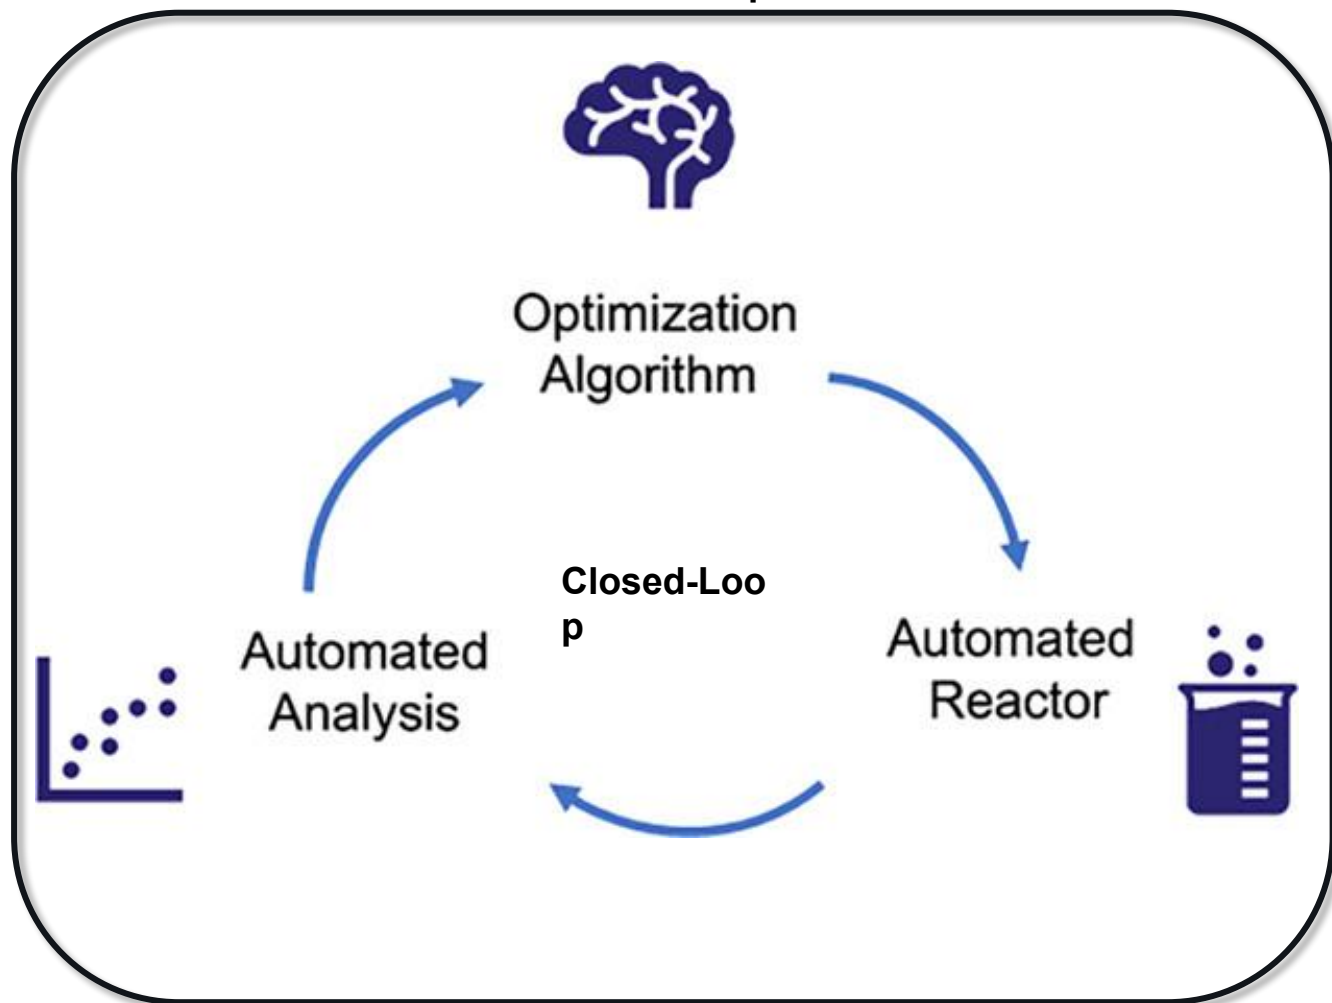 Optimization
Algorithm
Closed-Loo
p
Automated
Analysis
Automated
Reactor